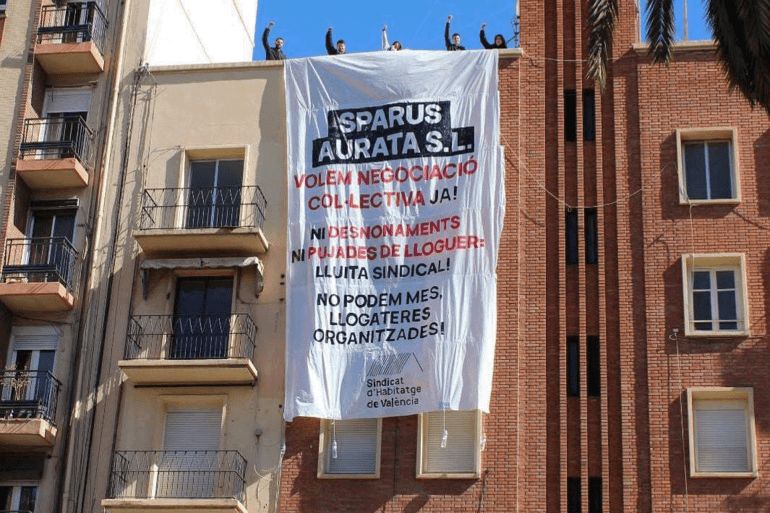 SPARUS
AURATA S.L.
VOLEM NEGOCIACIÓ
COL·LECTIVA JA!
NI DESNONAMENTS
NI PUJADES DE LLOGUER:
LLUITA SINDICAL!
NO PODEM MES,
LLOGATERES
ORGANITZADES!
Sindicat
d'Habitatge
de València